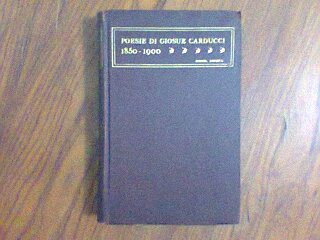 POESIE DI GIOSUE CARDUCCI
1850-1900